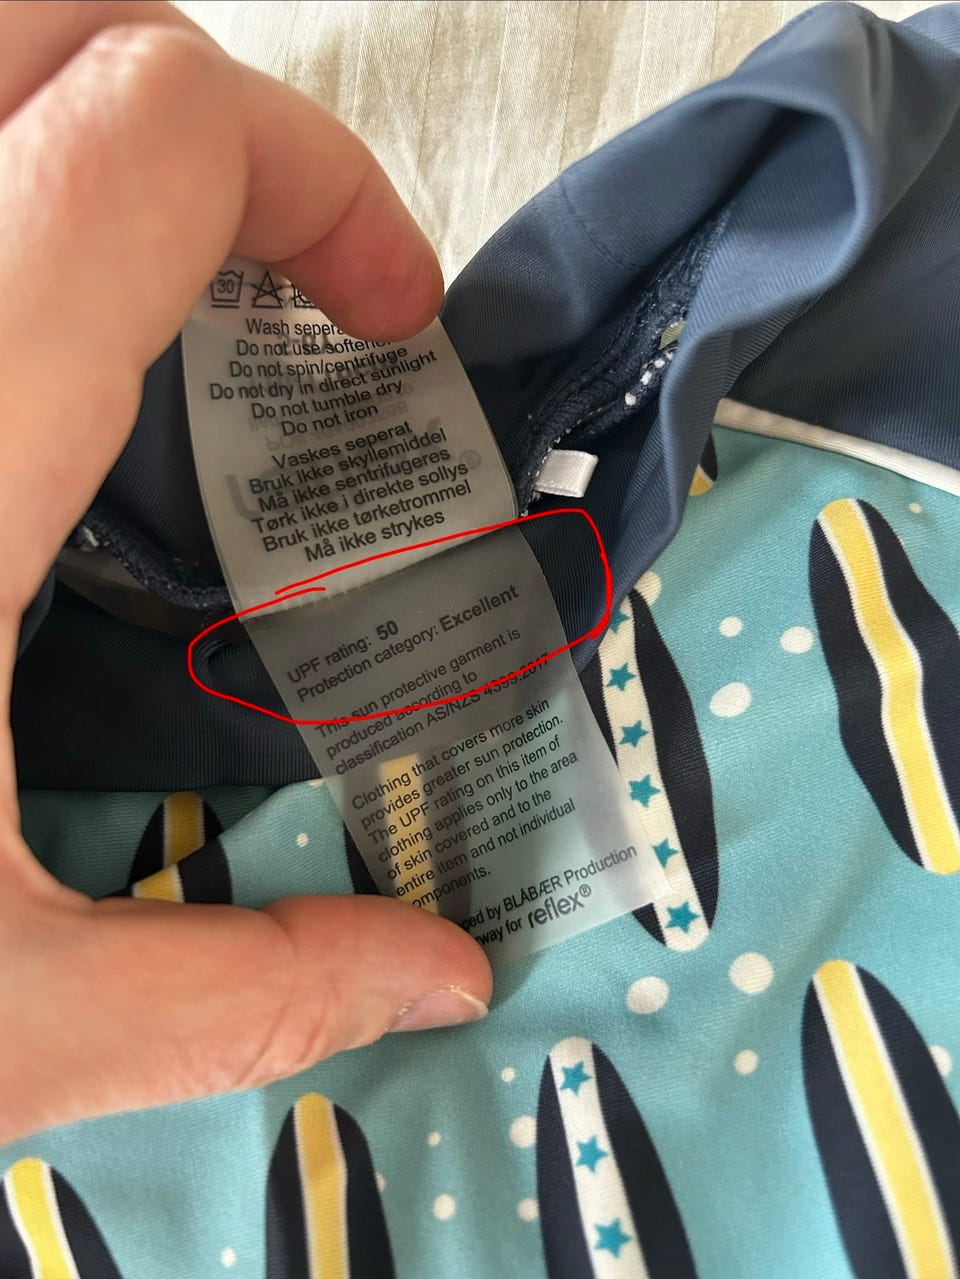 30
Wash
Do not use
Do not spin/centrifuge
Do not dry in direct sunlight
Do not tumble dry
Do not iron
Vaskes seperat
Bruk ikke skyllemiddel
Må ikke sentrifugeres
Tørk ikke i direkte sollys
Bruk ikke tørketrommel
Må ikke strykes
UPF rating: 50
Protection category: Excellent
This sun protective garment is
produced according to
classification AS/NZS 4399:2017
Clothing that covers more skin
provides greater sun protection.
The UPF rating on this item of
clothing applies only to the area
of skin covered and to the
entire item and not individual
omponents.
ced by BLÅBÆR Production
rway for reflex®